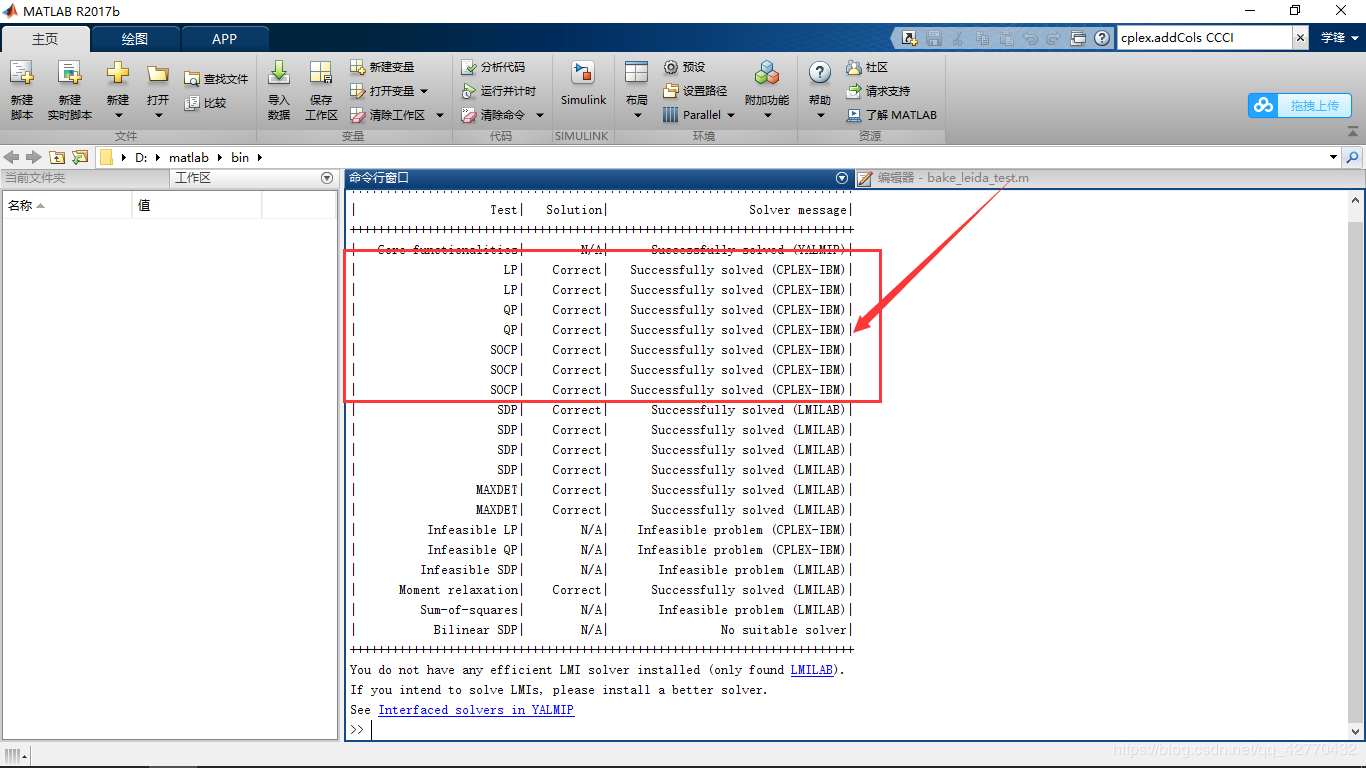 MATLAB R2017b
主页 绘图 APP
cplex.addCols CCCI
学锋
新建 脚本
新建 实时脚本
新建
打开
查找文件
比较
文件
导入 数据
保存 工作区
新建变量
打开变量
清除工作区
变量
分析代码
运行并计时
清除命令
代码
Simulink
SIMULINK
布局
预设
设置路径
Parallel
附加功能
环境
帮助
社区
请求支持
了解 MATLAB
资源
拖拽上传
D: matlab bin
当前文件夹
工作区
名称 值
命令行窗口
编辑器 - bake_leida_test.m
| Test| Solution| Solver message|
++++++++++++++++++++++++++++++++++++++++++++++++++++++++++++++++++++++++
| Core functionalities| N/A| Successfully solved (YALMIP)|
| LP| Correct| Successfully solved (CPLEX-IBM)|
| LP| Correct| Successfully solved (CPLEX-IBM)|
| QP| Correct| Successfully solved (CPLEX-IBM)|
| QP| Correct| Successfully solved (CPLEX-IBM)|
| SOCP| Correct| Successfully solved (CPLEX-IBM)|
| SOCP| Correct| Successfully solved (CPLEX-IBM)|
| SOCP| Correct| Successfully solved (CPLEX-IBM)|
| SDP| Correct| Successfully solved (LMILAB)|
| SDP| Correct| Successfully solved (LMILAB)|
| SDP| Correct| Successfully solved (LMILAB)|
| SDP| Correct| Successfully solved (LMILAB)|
| MAXDET| Correct| Successfully solved (LMILAB)|
| MAXDET| Correct| Successfully solved (LMILAB)|
| Infeasible LP| N/A| Infeasible problem (CPLEX-IBM)|
| Infeasible QP| N/A| Infeasible problem (CPLEX-IBM)|
| Infeasible SDP| N/A| Infeasible problem (LMILAB)|
| Moment relaxation| Correct| Successfully solved (LMILAB)|
| Sum-of-squares| N/A| Infeasible problem (LMILAB)|
| Bilinear SDP| N/A| No suitable solver|
++++++++++++++++++++++++++++++++++++++++++++++++++++++++++++++++++++++++
You do not have any efficient LMI solver installed (only found LMILAB).
If you intend to solve LMIs, please install a better solver.
See Interfaced solvers in YALMIP
>>
https://blog.csdn.net/qq_42770432